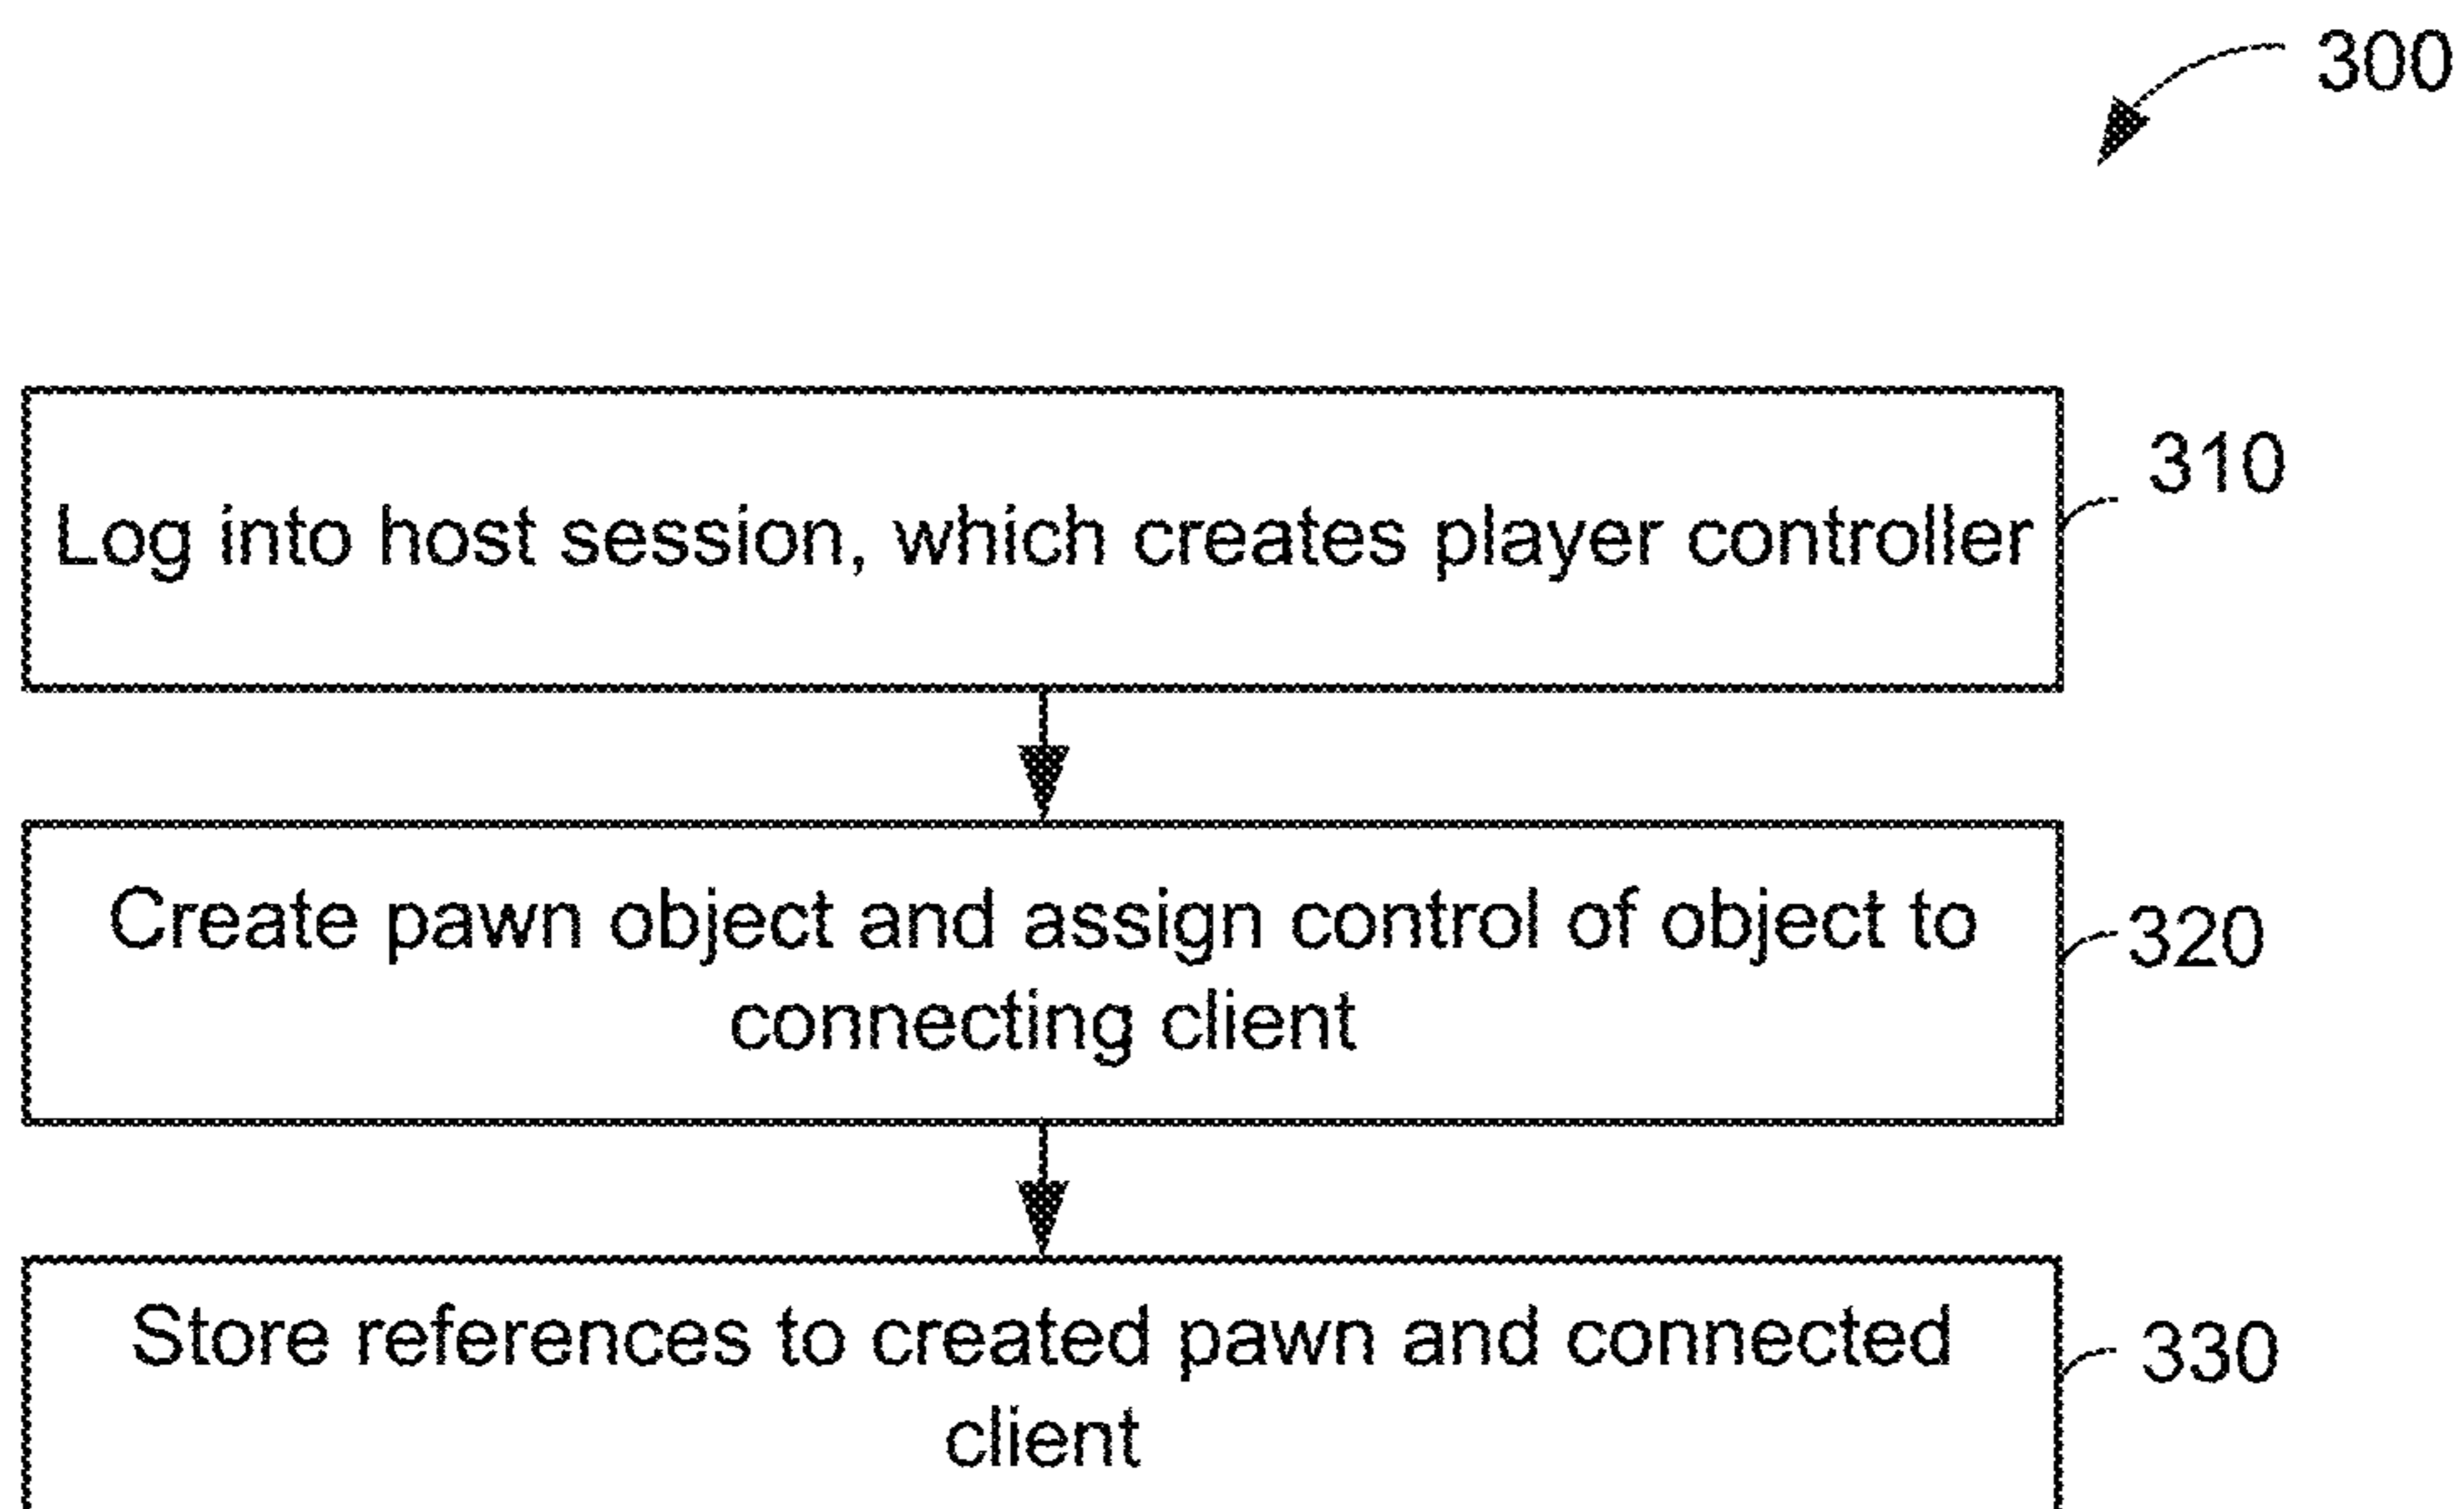 300
Log into host session, which creates player controller
310
Create pawn object and assign control of object to
connecting client
320
Store references to created pawn and connected
client
330